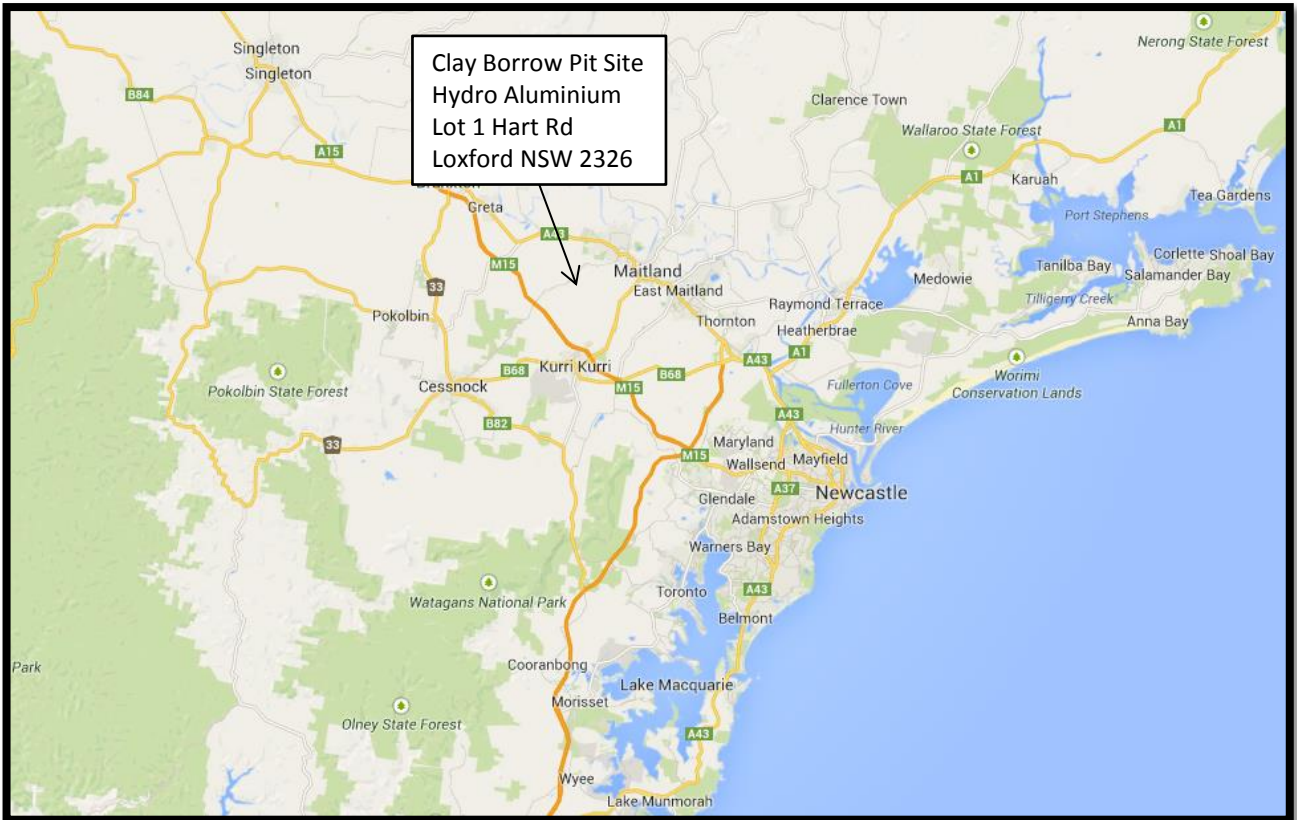 Nerong State Forest
Singleton
Singleton
Clay Borrow Pit Site
Hydro Aluminium
Lot 1 Hart Rd
Loxford NSW 2326
B84
Clarence Town
A1
Wallaroo State Forest
A1
A15
A1
Karuah
Tea Gardens
Greta
Port Stephens
A43
Corlette Shoal Bay
M15
Maitland
Tanilba Bay
Salamander Bay
33
East Maitland
Medowie
Raymond Terrace
Tilligerry Creek
Pokolbin
Thornton
Heatherbrae
Anna Bay
A1
A43
Kurri Kurri
B68
B68
Worimi
Conservation Lands
Pokolbin State Forest
Cessnock
M15
Fullerton Cove
B82
A43
Hunter River
33
Maryland
M15
Wallsend
Mayfield
A37
Glendale
Newcastle
Adamstown Heights
Warners Bay
Watagans National Park
Toronto
A43
Belmont
Park
Cooranbong
Lake Macquarie
Morisset
Olney State Forest
A43
Wyee
Lake Munmorah